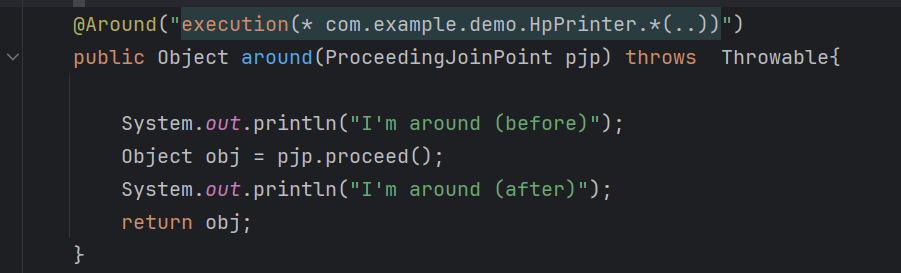 @Around("execution(* com.example.demo.HpPrinter.*(..))")
public Object around(ProceedingJoinPoint pjp) throws  Throwable{
System.out.println("I'm around (before)");
Object obj = pjp.proceed();
System.out.println("I'm around (after)");
return obj;
}